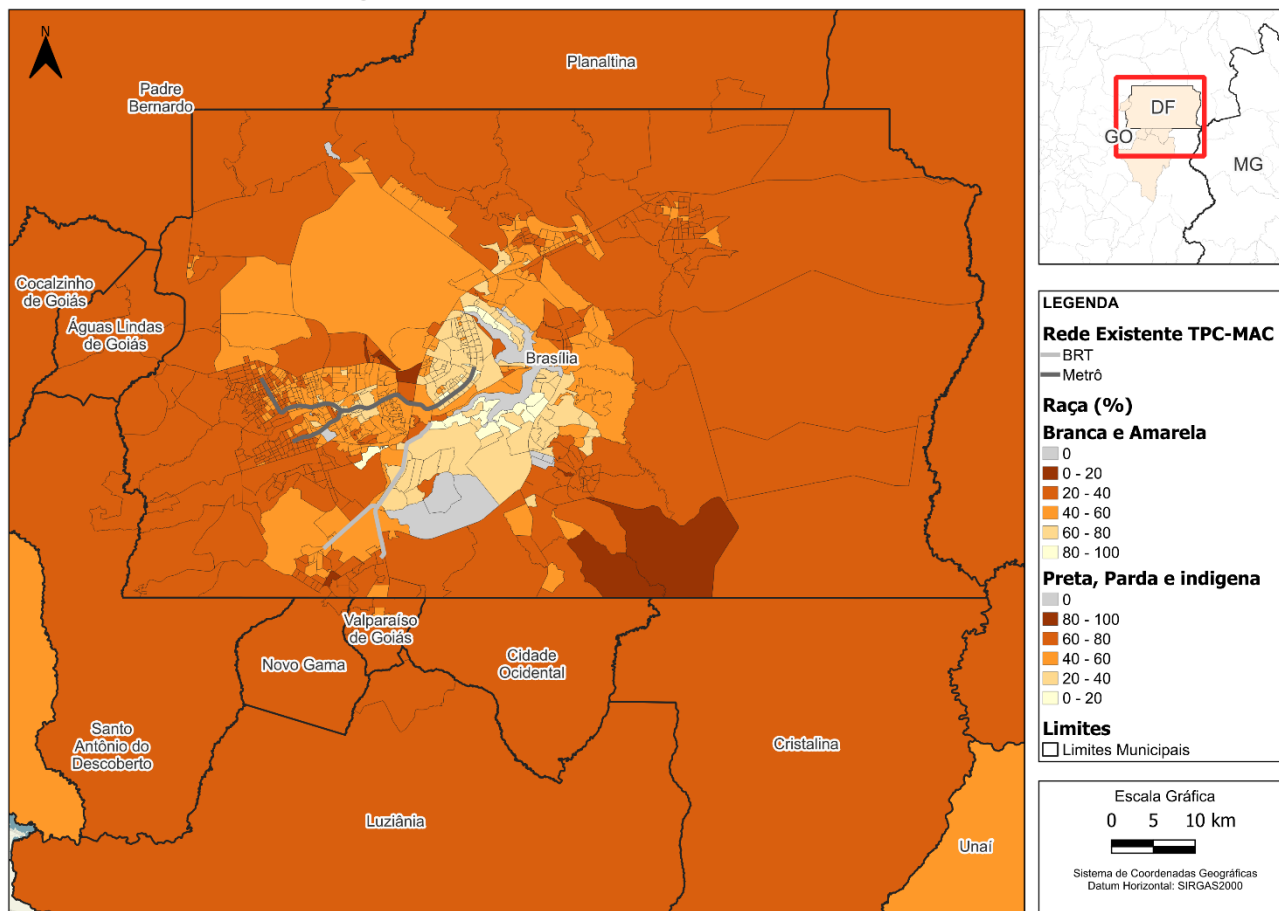 N
Planaltina
Padre
Bernardo
Cocalzinho
de Goiás
Águas Lindas
de Goiás
Brasília
Valparaíso
de Goiás
Novo Gama
Cidade
Ocidental
Santo
Antônio do
Descoberto
Cristalina
Luziânia
Unaí
DF
GO
MG
LEGENDA
Rede Existente TPC-MAC
BRT
Metrô
Raça (%)
Branca e Amarela
0
0 - 20
20 - 40
40 - 60
60 - 80
80 - 100
Preta, Parda e indigena
0
80 - 100
60 - 80
40 - 60
20 - 40
0 - 20
Limites
Limites Municipais
Escala Gráfica
0 5 10 km
Sistema de Coordenadas Geográficas
Datum Horizontal: SIRGAS2000